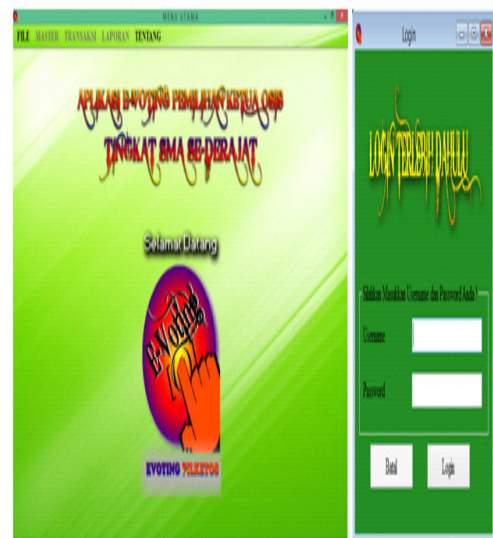 MENU UTAMA
FILE MASTER TRANSAKSI LAPORAN TENTANG
APLIKASI E-VOTING PEMILIHAN KETUA OSIS
TINGKAT SMA SE-DERAJAT
Selamat Datang
E-Voting
EVOTING PILKETOS
Login
LOGIN TERLEBIH DAHULU
Silahkan Masukkan Username dan Password Anda !
Username
Password
Batal Login